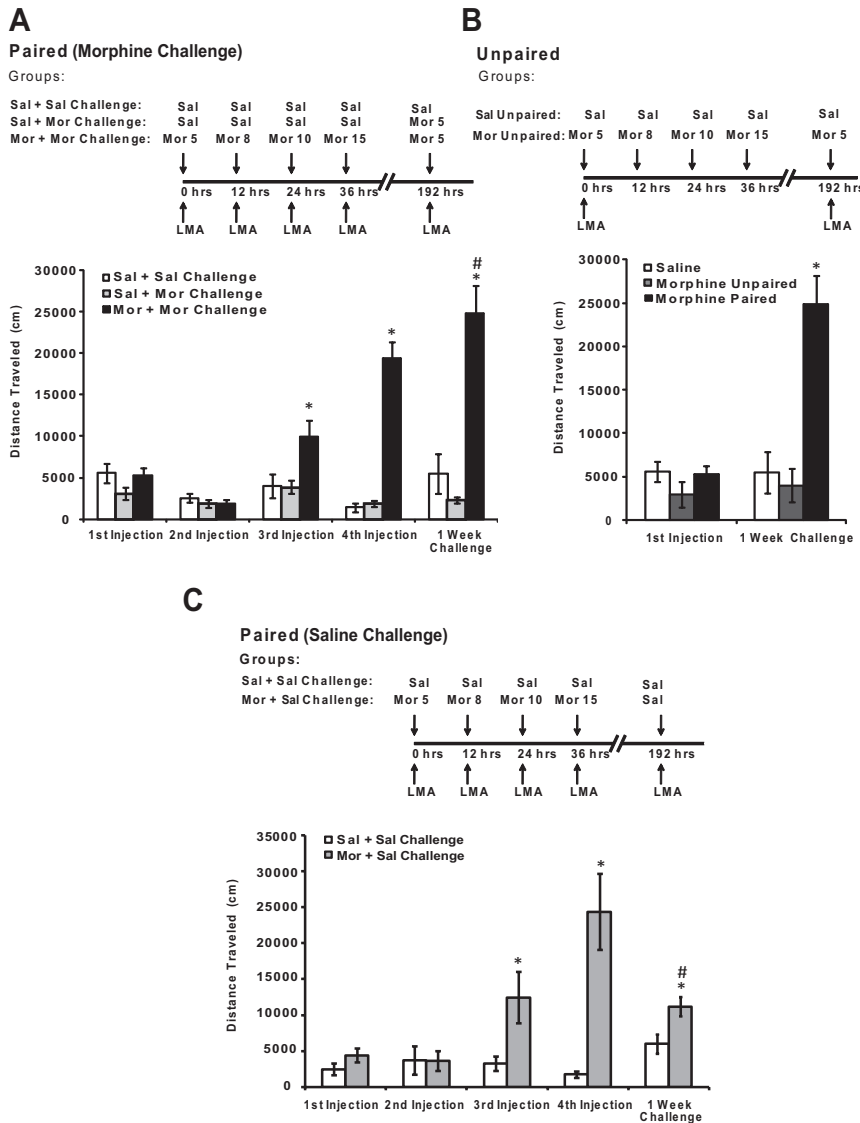 A
Paired (Morphine Challenge)
Groups:
Sal + Sal Challenge: Sal Sal Sal Sal Sal
Sal + Mor Challenge: Sal Sal Sal Sal Mor 5
Mor + Mor Challenge: Mor 5 Mor 8 Mor 10 Mor 15 Mor 5
0 hrs 12 hrs 24 hrs 36 hrs 192 hrs
LMA LMA LMA LMA LMA
Distance Traveled (cm)
30000
25000
20000
15000
10000
5000
0
Sal + Sal Challenge
Sal + Mor Challenge
Mor + Mor Challenge
*
*
#
*
1st Injection 2nd Injection 3rd Injection 4th Injection 1 Week
Challenge
B
Unpaired
Groups:
Sal Unpaired: Sal Sal Sal Sal Sal
Mor Unpaired: Mor 5 Mor 8 Mor 10 Mor 15 Mor 5
0 hrs 12 hrs 24 hrs 36 hrs 192 hrs
LMA LMA
Distance Traveled (cm)
30000
25000
20000
15000
10000
5000
0
Saline
Morphine Unpaired
Morphine Paired
*
1st Injection 1 Week Challenge
C
Paired (Saline Challenge)
Groups:
Sal + Sal Challenge: Sal Sal Sal Sal Sal
Mor + Sal Challenge: Mor 5 Mor 8 Mor 10 Mor 15 Sal
0 hrs 12 hrs 24 hrs 36 hrs 192 hrs
LMA LMA LMA LMA LMA
Distance Traveled (cm)
35000
30000
25000
20000
15000
10000
5000
0
Sal + Sal Challenge
Mor + Sal Challenge
*
*
#
*
1st Injection 2nd Injection 3rd Injection 4th Injection 1 Week
Challenge